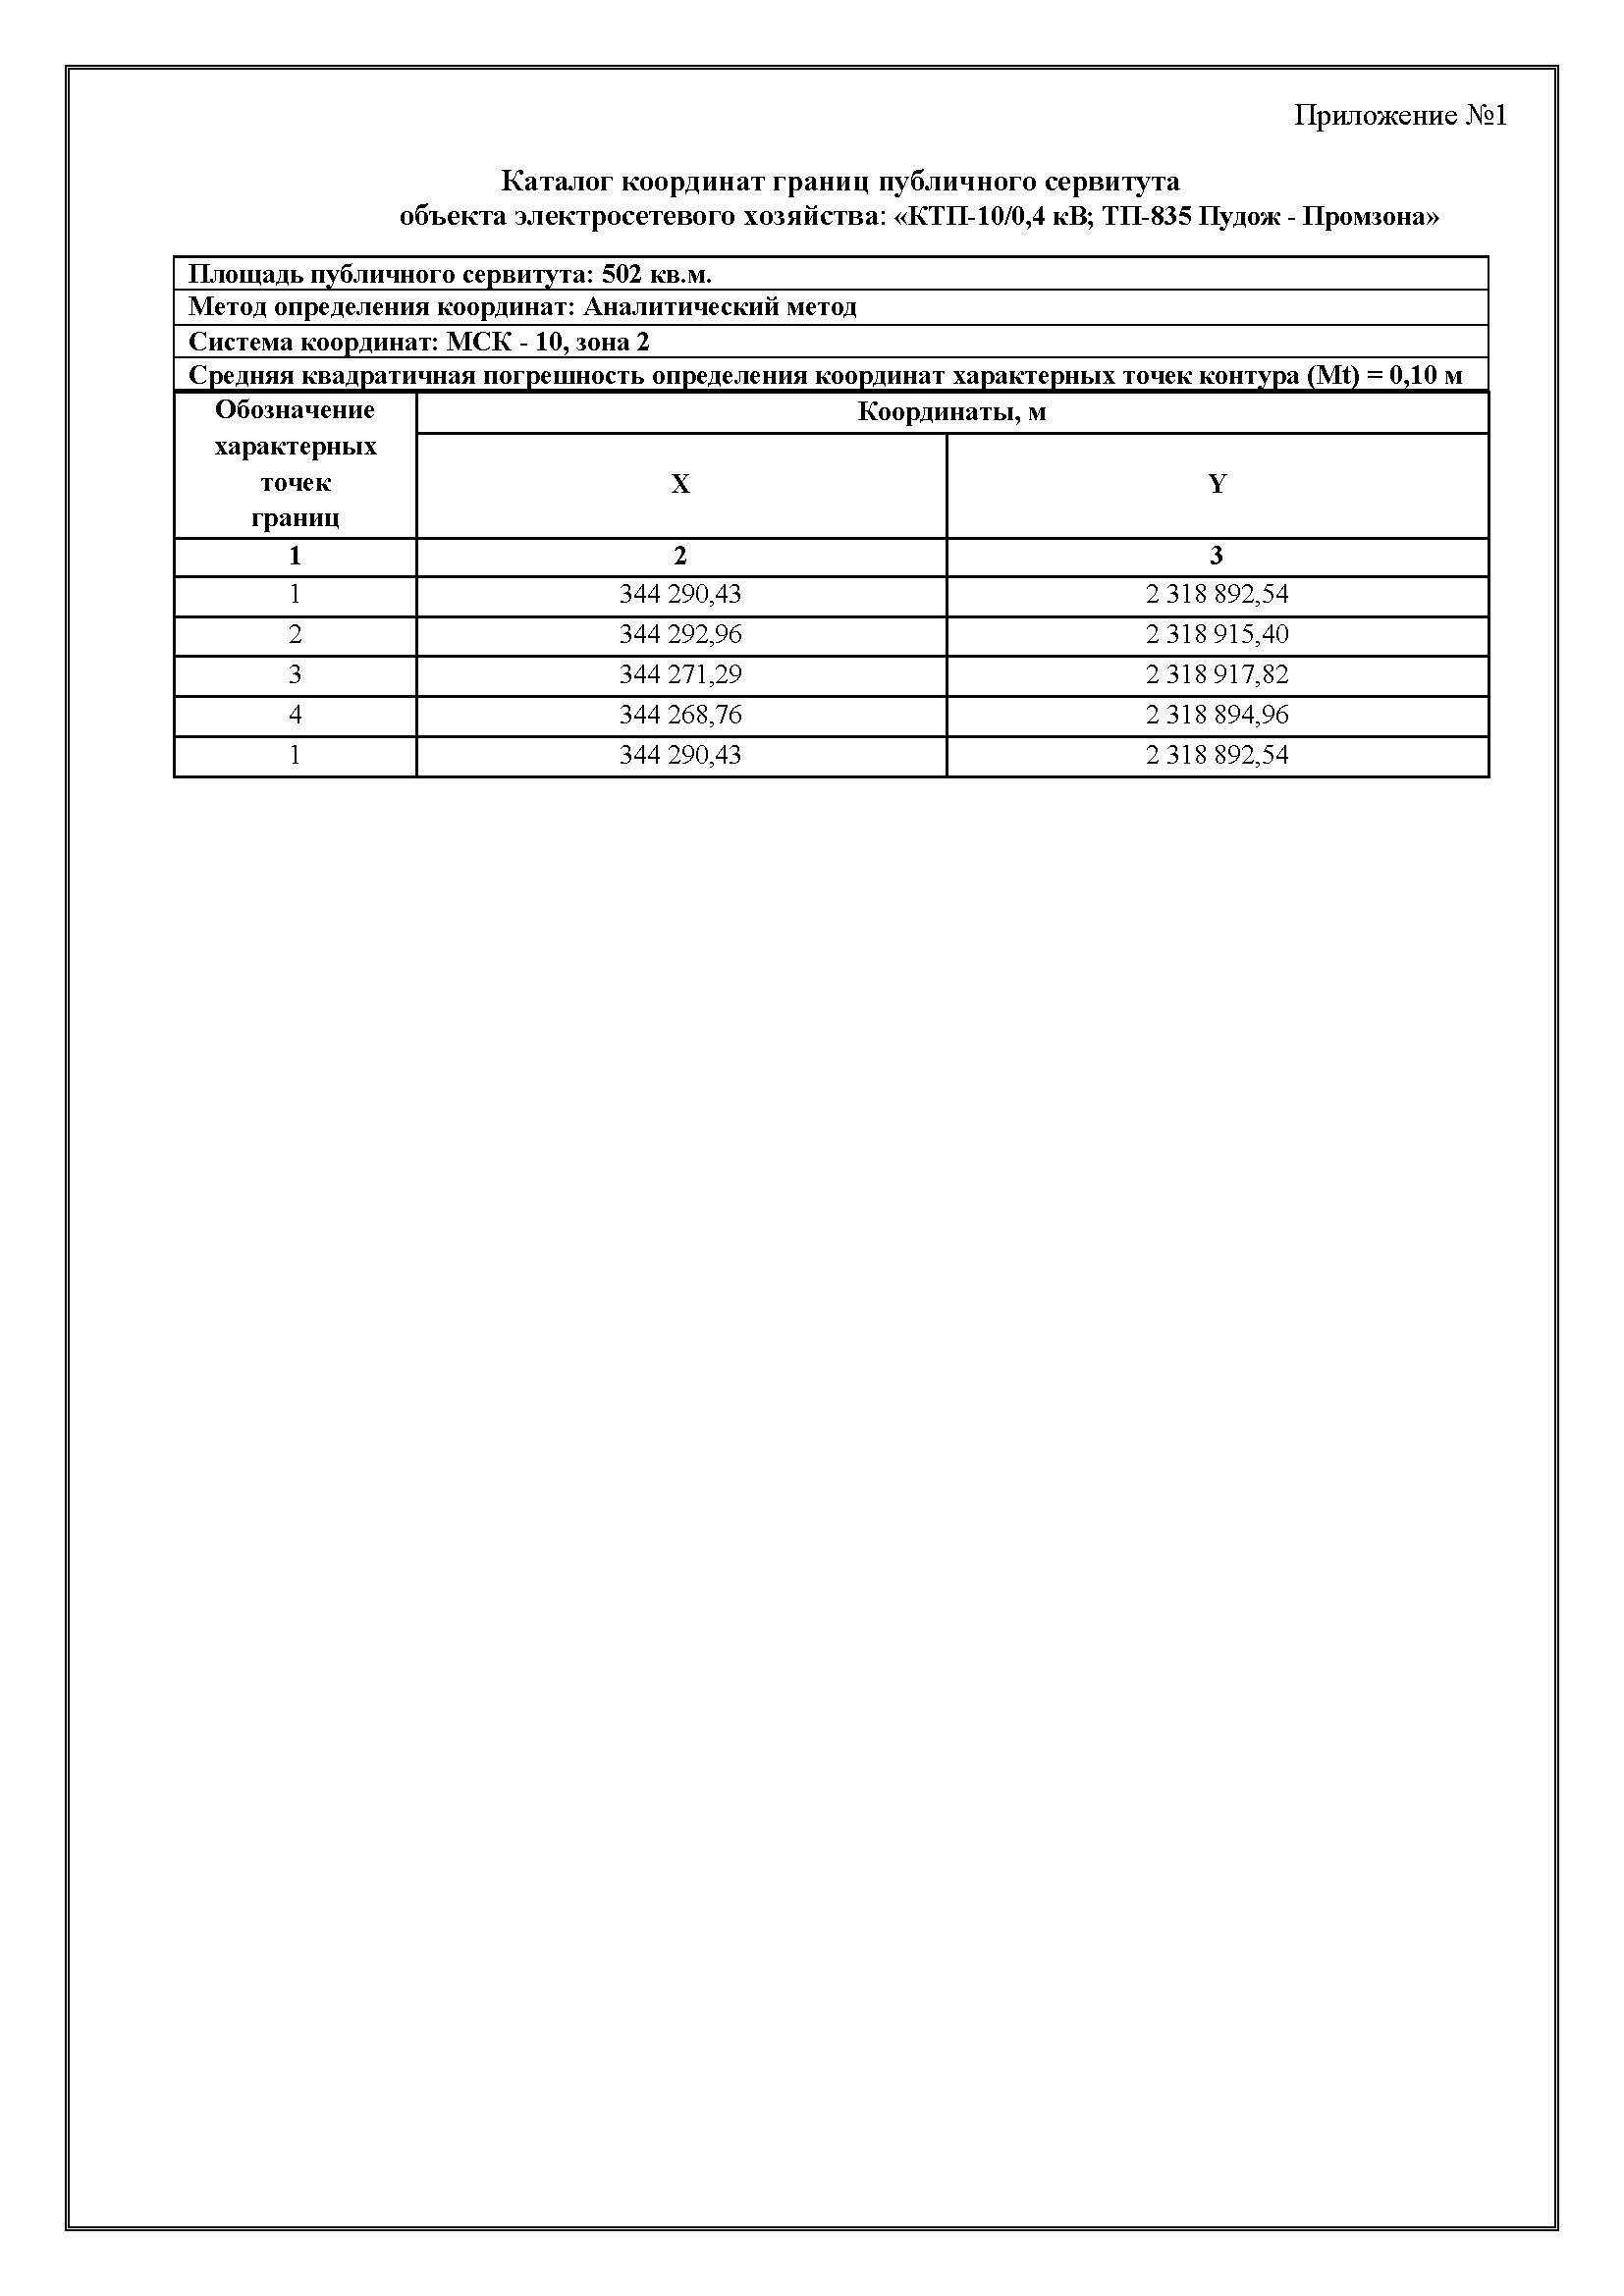 Приложение №1
Каталог координат границ публичного сервитута
объекта электросетевого хозяйства: «КТП-10/0,4 кВ; ТП-835 Пудож - Промзона»
Площадь публичного сервитута: 502 кв.м.
Метод определения координат: Аналитический метод
Система координат: МСК - 10, зона 2
Средняя квадратичная погрешность определения координат характерных точек контура (Mt) = 0,10 м
Обозначение
характерных
точек
границ
Координаты, м
X Y
1 2 3
1 344 290,43 2 318 892,54
2 344 292,96 2 318 915,40
3 344 271,29 2 318 917,82
4 344 268,76 2 318 894,96
1 344 290,43 2 318 892,54